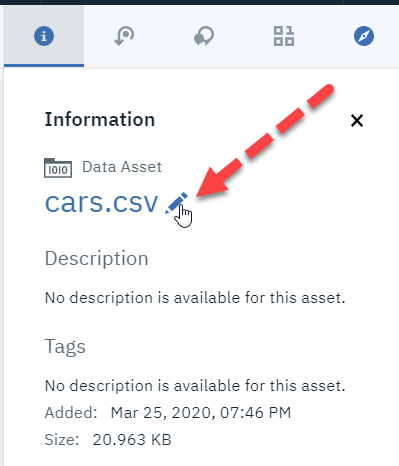 Information
1010 Data Asset
cars.csv
Description
No description is available for this asset.
Tags
No description is available for this asset.
Added: Mar 25, 2020, 07:46 PM
Size: 20.963 KB